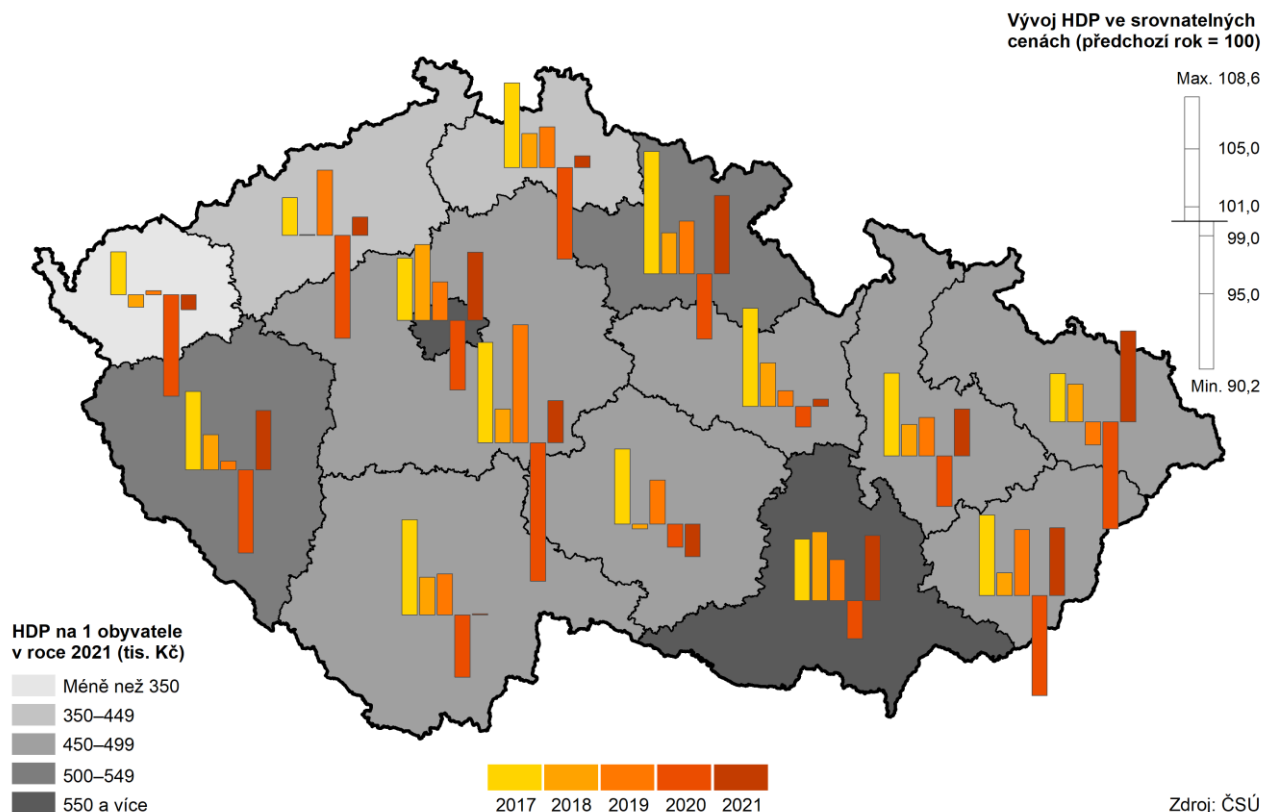 Vývoj HDP ve srovnatelných
cenách (předchozí rok = 100)
Max. 108,6
105,0
101,0
99,0
95,0
Min. 90,2
HDP na 1 obyvatele
v roce 2021 (tis. Kč)
Méně než 350
350–449
450–499
500–549
550 a více
2017 2018 2019 2020 2021
Zdroj: ČSÚ